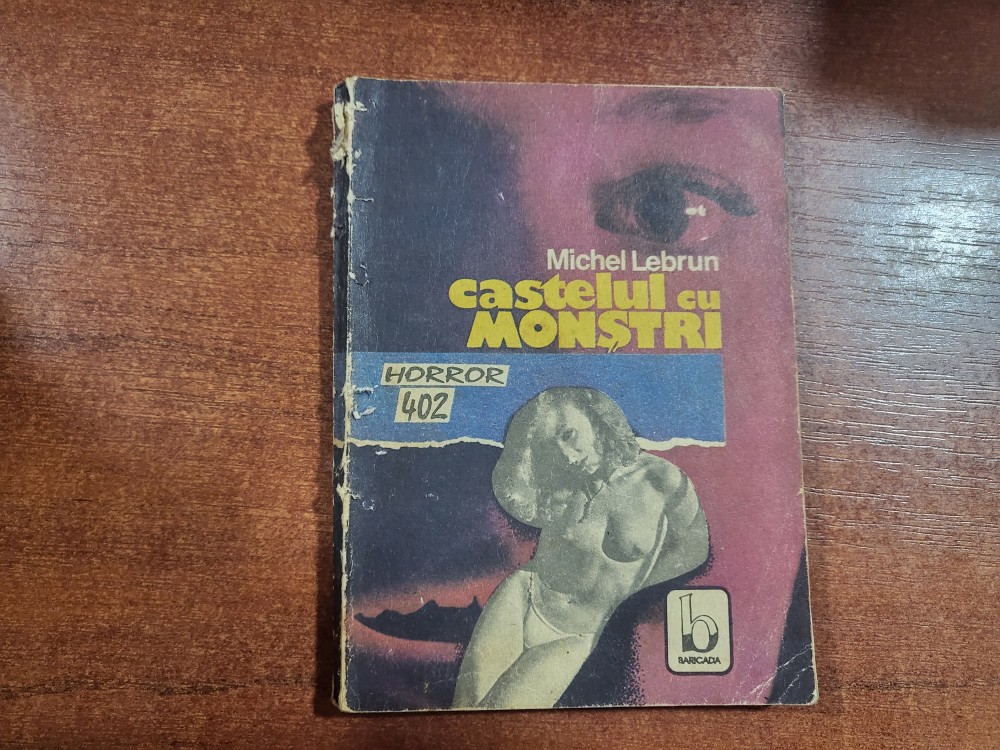 Michel Lebrun
castelul cu
MONȘTRI
HORROR
402
b
BARICADA